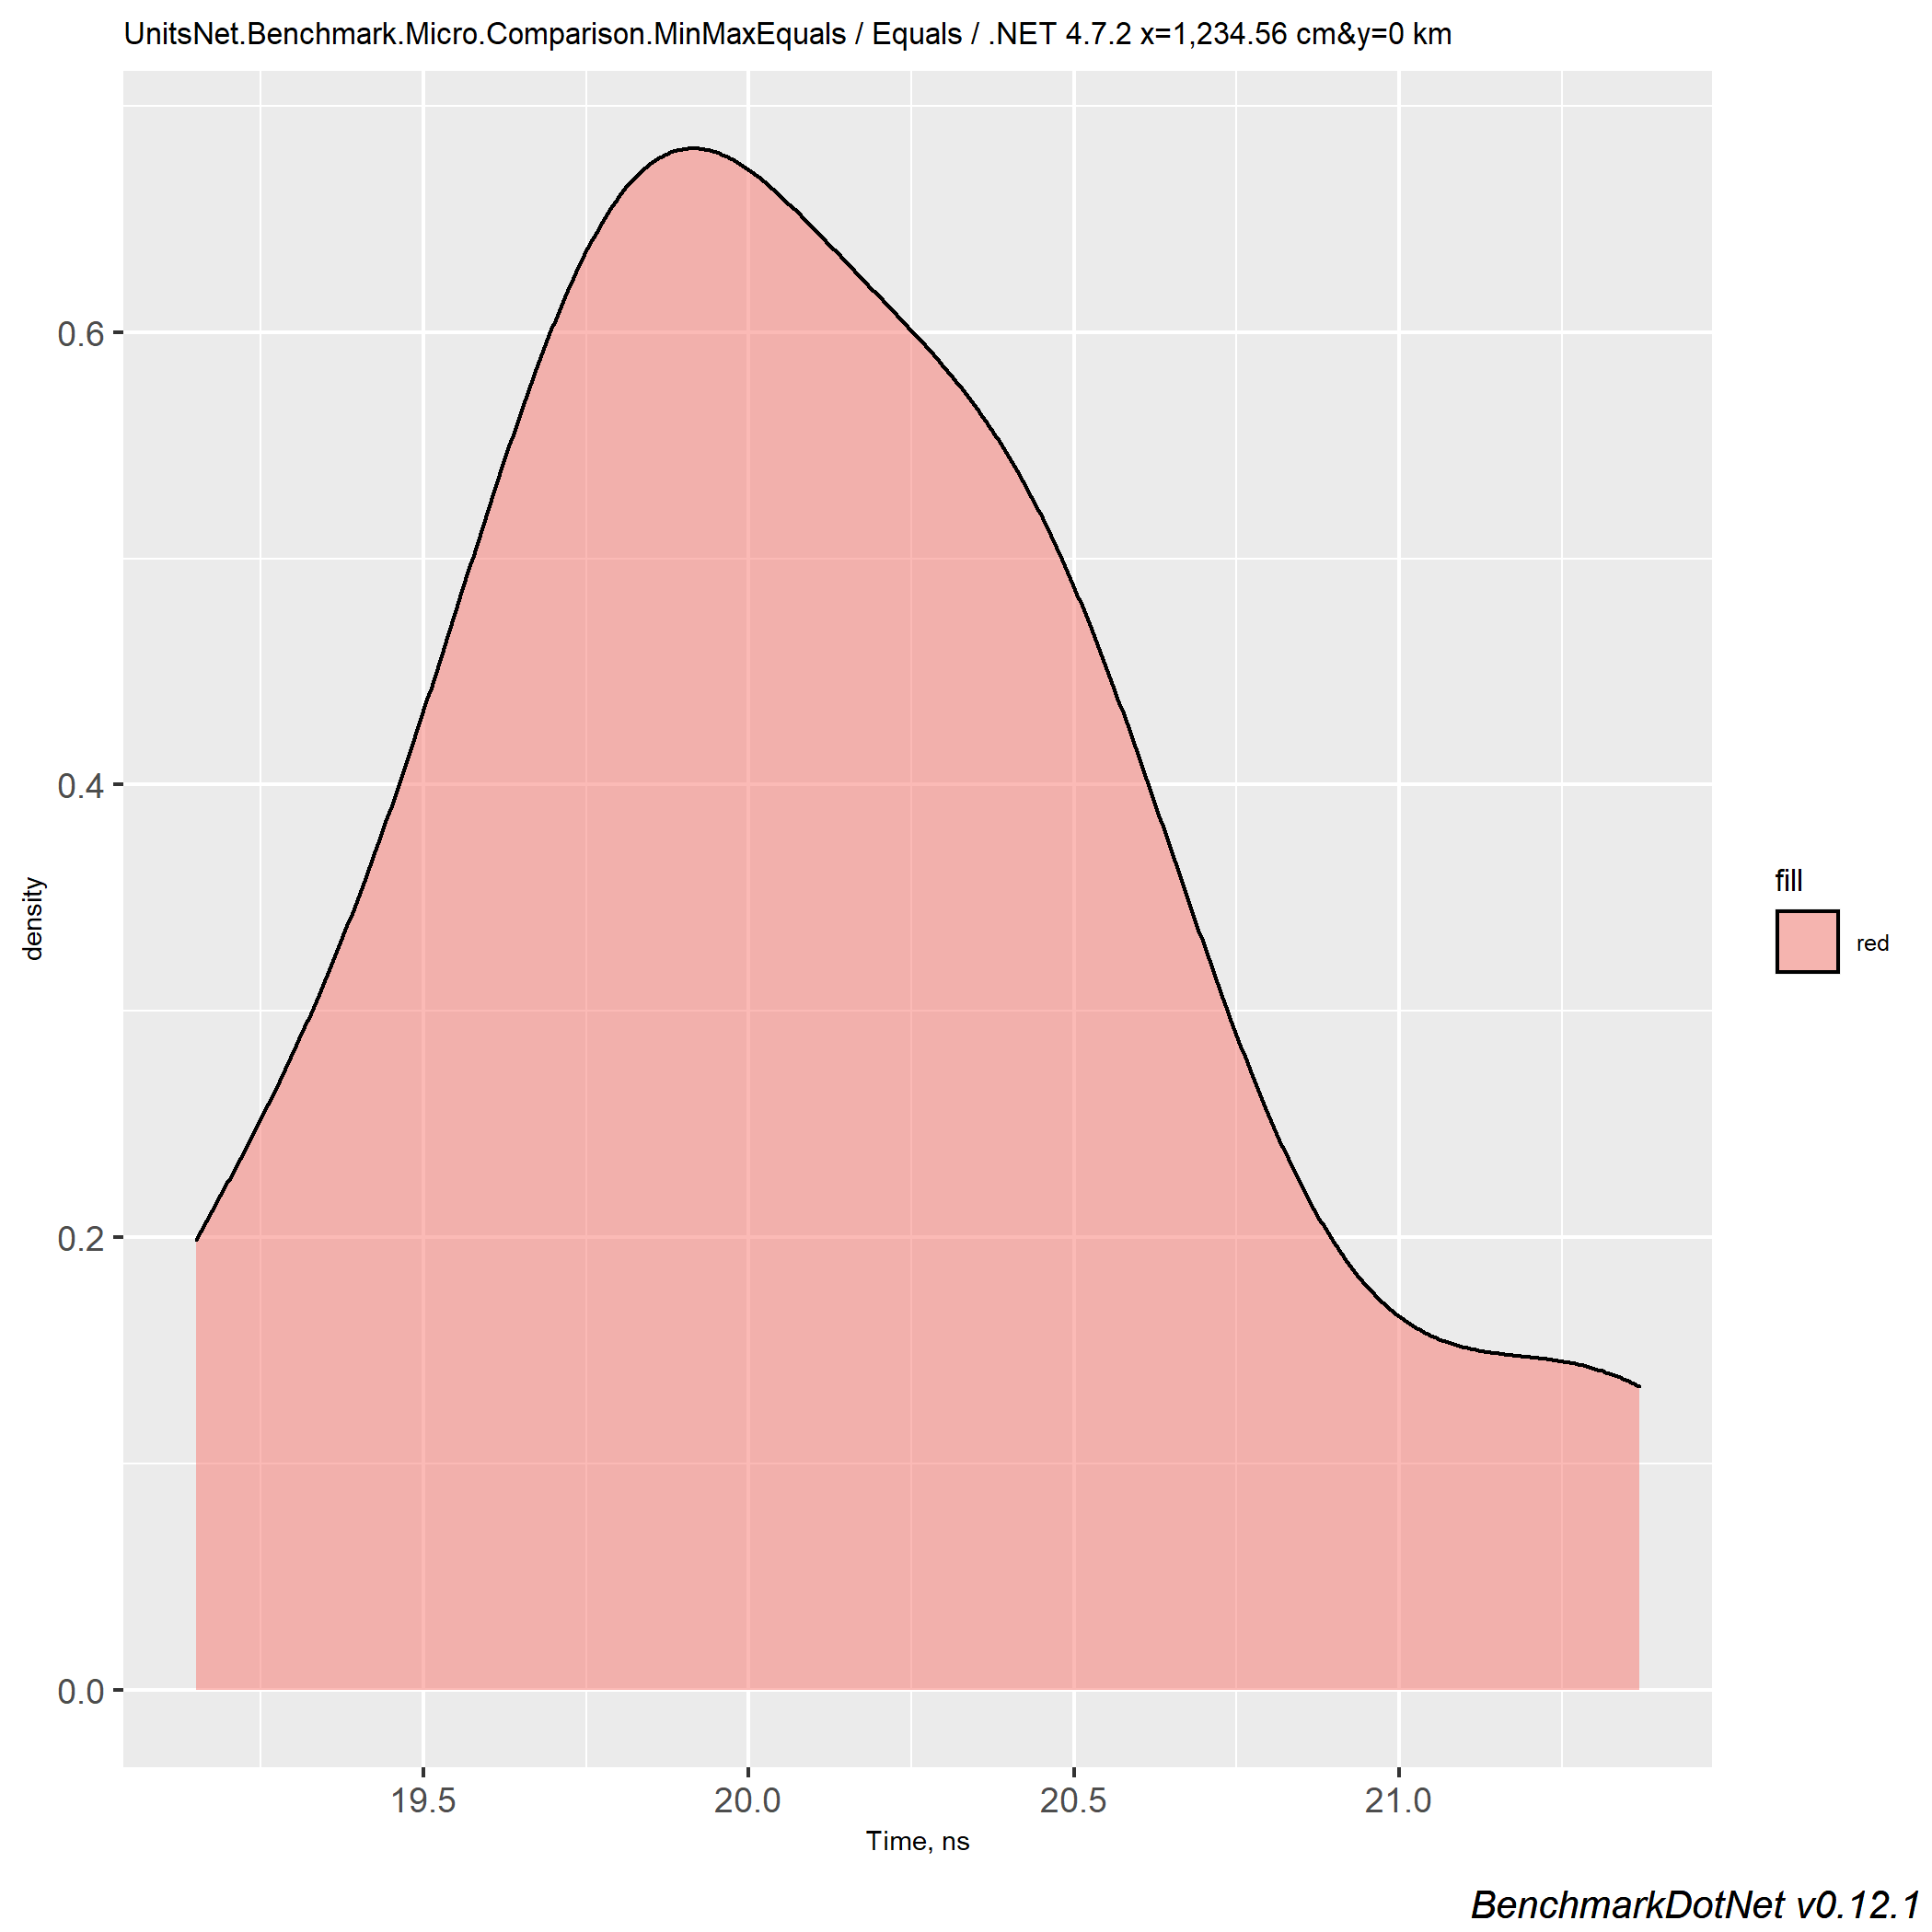 UnitsNet.Benchmark.Micro.Comparison.MinMaxEquals / Equals / .NET 4.7.2 x=1,234.56 cm&y=0 km
0.6
0.4
0.2
0.0
density
19.5 20.0 20.5 21.0
Time, ns
fill
red
BenchmarkDotNet v0.12.1